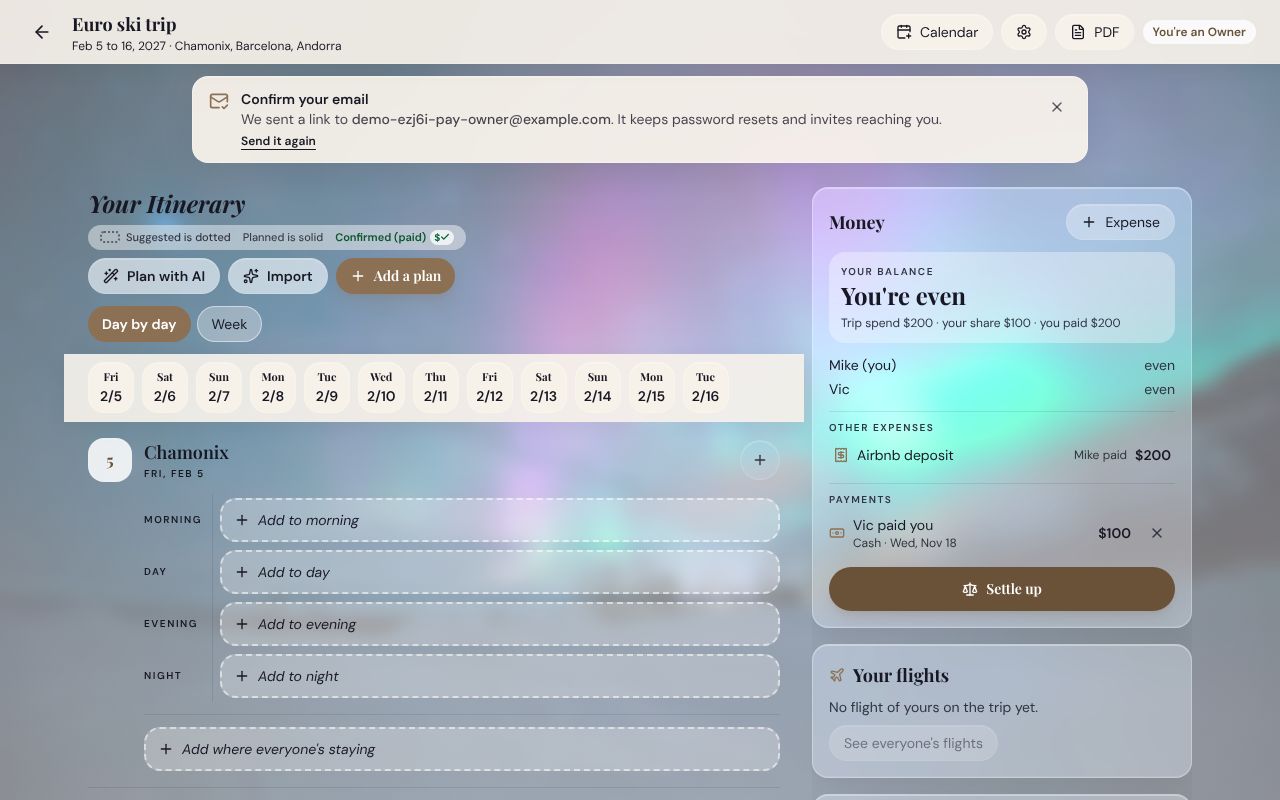 Euro ski trip
Feb 5 to 16, 2027 · Chamonix, Barcelona, Andorra
Calendar
PDF
You're an Owner
Confirm your email
We sent a link to demo-ezj6i-pay-owner@example.com. It keeps password resets and invites reaching you.
Send it again
Your Itinerary
Suggested is dotted Planned is solid Confirmed (paid) $✓
Plan with AI
Import
Add a plan
Day by day
Week
Fri Sat Sun Mon Tue Wed Thu Fri Sat Sun Mon Tue
2/5 2/6 2/7 2/8 2/9 2/10 2/11 2/12 2/13 2/14 2/15 2/16
5
Chamonix
FRI, FEB 5
MORNING
Add to morning
DAY
Add to day
EVENING
Add to evening
NIGHT
Add to night
Add where everyone's staying
Money
Expense
YOUR BALANCE
You're even
Trip spend $200 · your share $100 · you paid $200
Mike (you) even
Vic even
OTHER EXPENSES
Airbnb deposit Mike paid $200
PAYMENTS
Vic paid you
Cash · Wed, Nov 18
$100
Settle up
Your flights
No flight of yours on the trip yet.
See everyone's flights